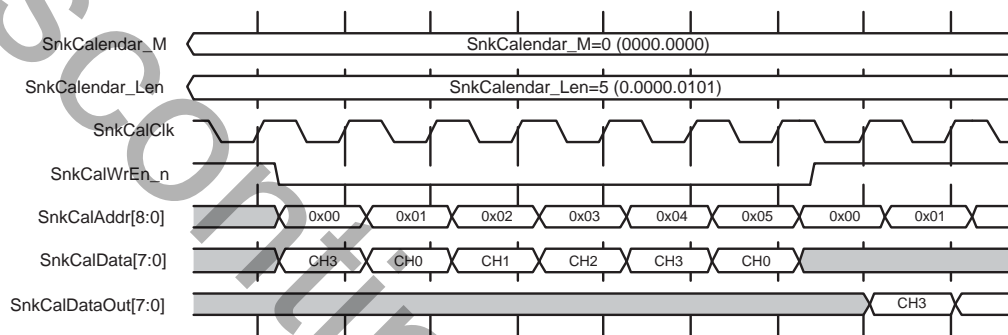 SnkCalendar_M SnkCalendar_M=0 (0000.0000)
SnkCalendar_Len SnkCalendar_Len=5 (0.0000.0101)
SnkCalClk
SnkCalWrEn_n
SnkCalAddr[8:0] 0x00 0x01 0x02 0x03 0x04 0x05 0x00 0x01
SnkCalData[7:0] CH3 CH0 CH1 CH2 CH3 CH0
SnkCalDataOut[7:0] CH3